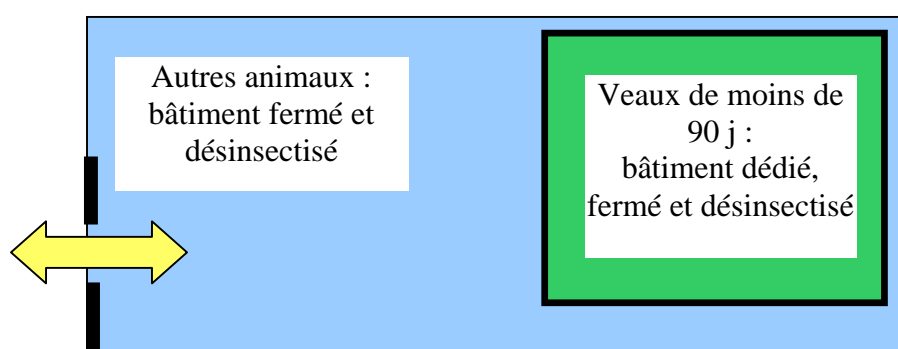 Autres animaux :
bâtiment fermé et
désinsectisé
Veaux de moins de
90 j :
bâtiment dédié,
fermé et désinsectisé